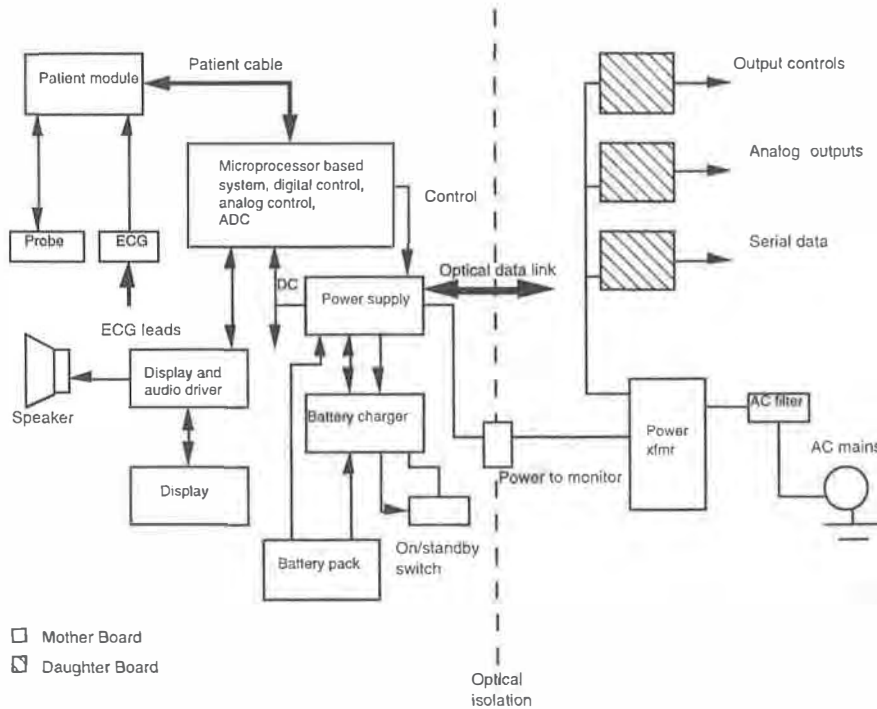 Patient module
Patient cable
Output controls
Microprocessor based
system, digital control,
analog control,
ADC
Control
Analog outputs
Probe
ECG
Serial data
DC
Optical data link
Power supply
ECG leads
Display and
audio driver
Speaker
Battery charger
AC filter
Power
xfmr
AC mains
Power to monitor
Display
On/standby
switch
Battery pack
Mother Board
Daughter Board
Optical
isolation